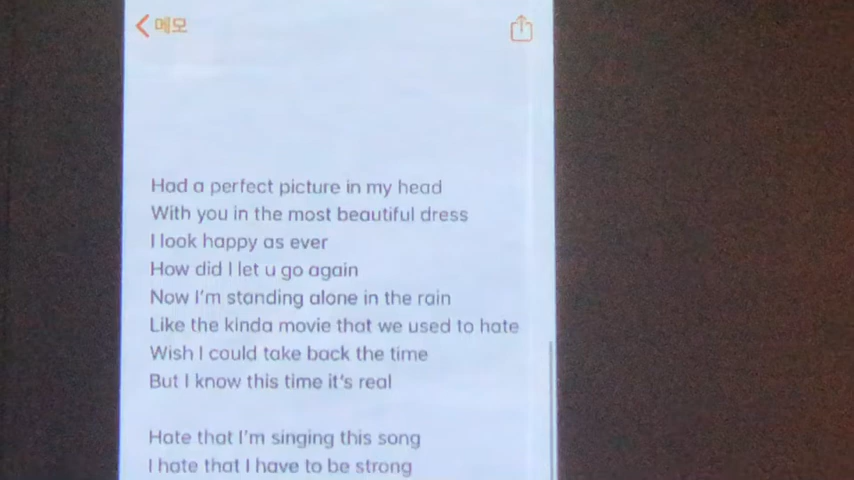 메모
Had a perfect picture in my head
With you in the most beautiful dress
I look happy as ever
How did I let u go again
Now I'm standing alone in the rain
Like the kinda movie that we used to hate
Wish I could take back the time
But I know this time it's real
Hate that I'm singing this song
I hate that I have to be strong